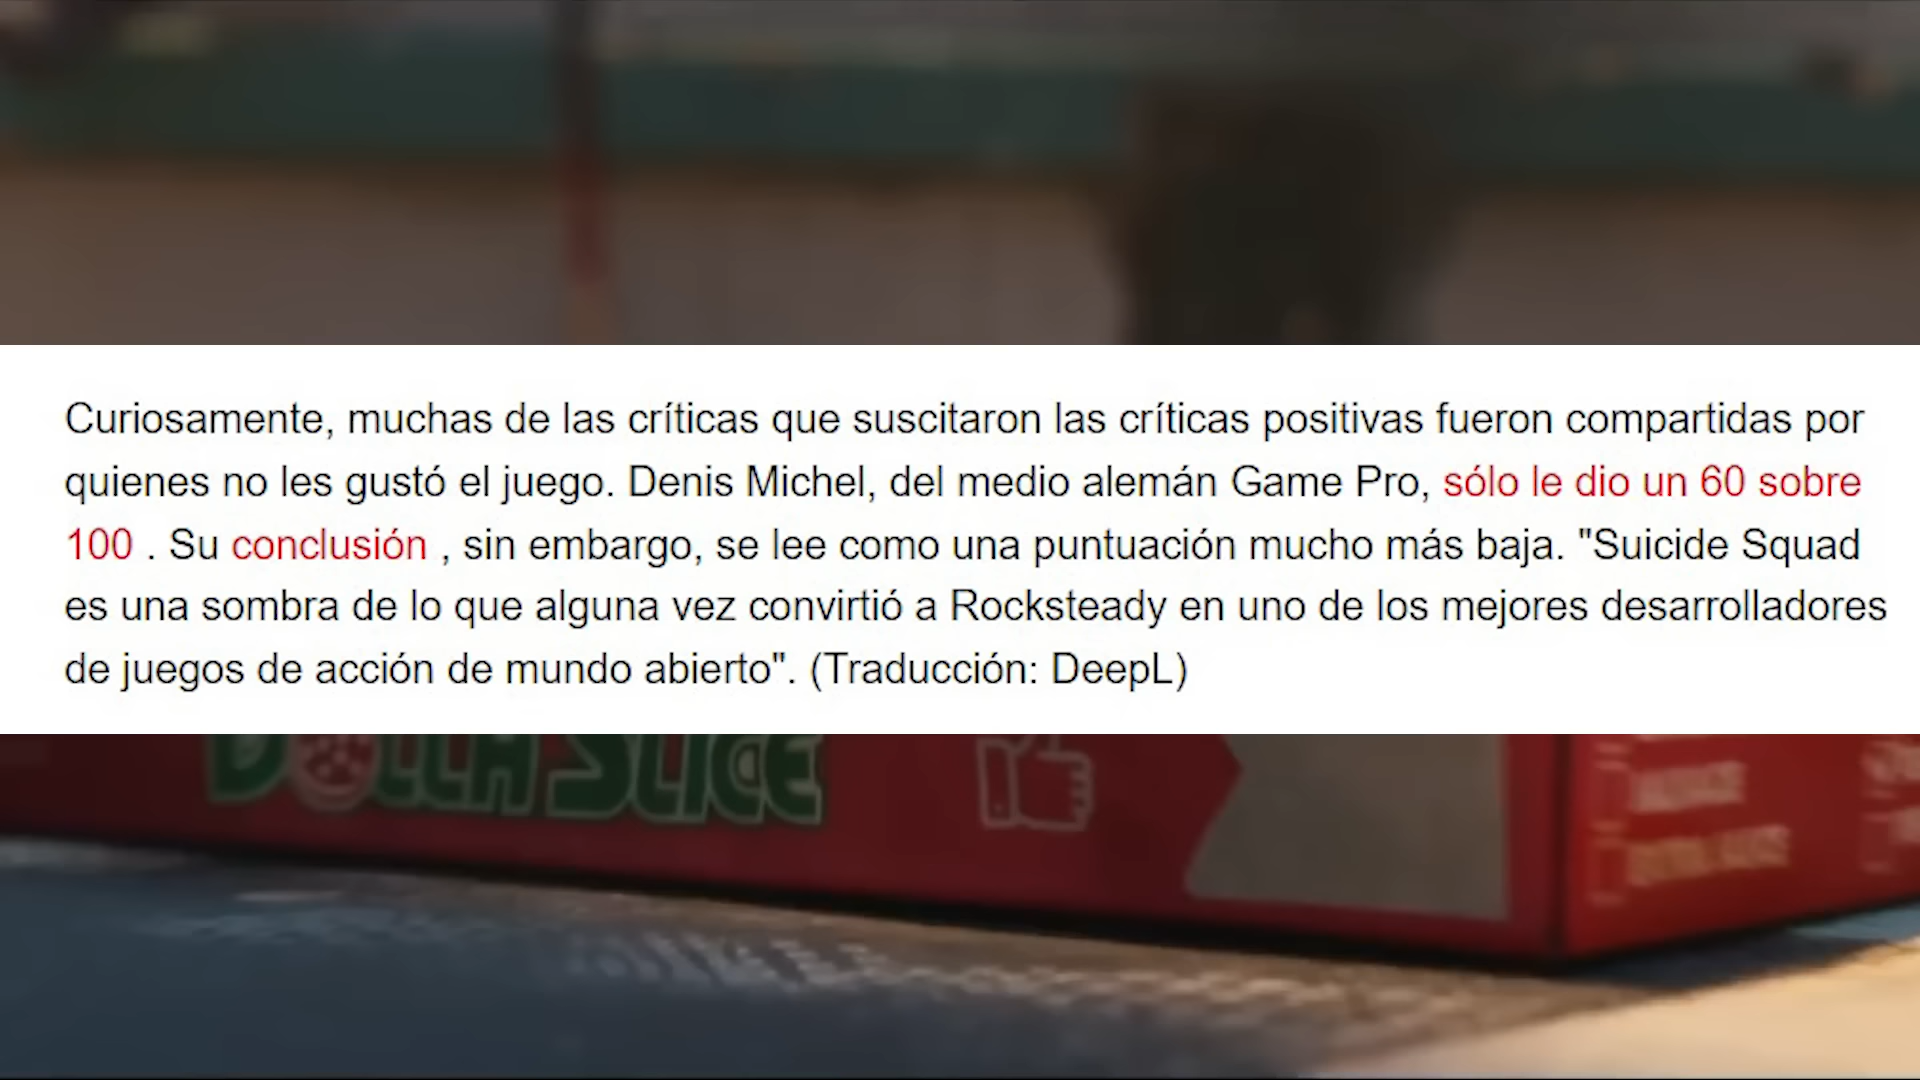 Curiosamente, muchas de las críticas que suscitaron las críticas positivas fueron compartidas por
quienes no les gustó el juego. Denis Michel, del medio alemán Game Pro, sólo le dio un 60 sobre
100 . Su conclusión , sin embargo, se lee como una puntuación mucho más baja. "Suicide Squad
es una sombra de lo que alguna vez convirtió a Rocksteady en uno de los mejores desarrolladores
de juegos de acción de mundo abierto". (Traducción: DeepL)
DOLLA SLICE